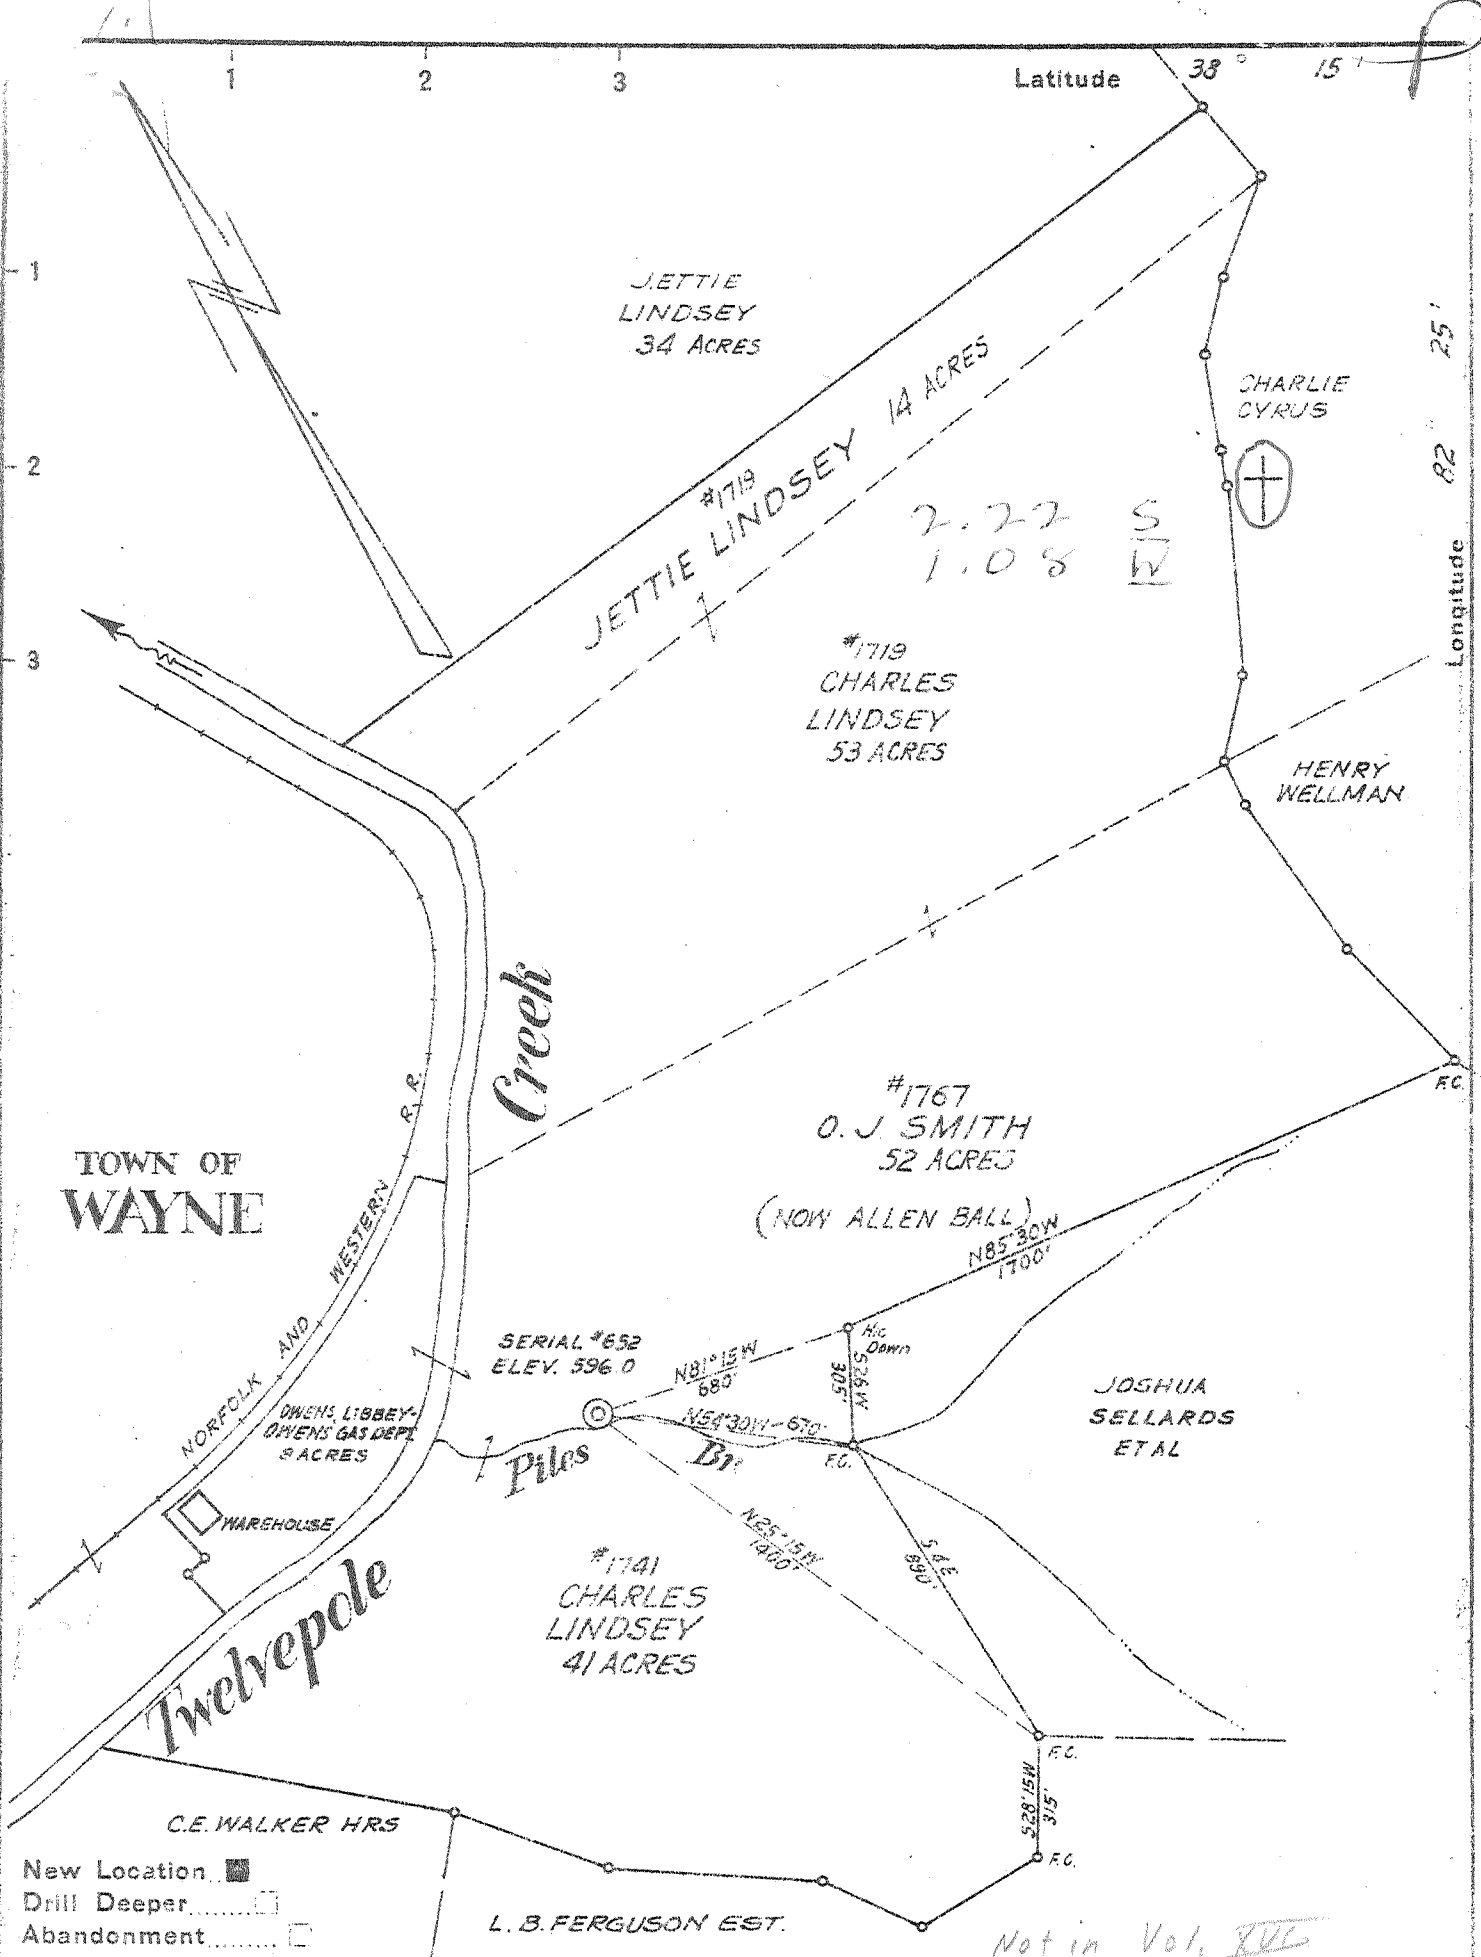 1 2 3 Latitude 38° 15'
1
2
3
Longitude 82° 25'
JETTIE
LINDSEY
34 ACRES
#1719
JETTIE LINDSEY 14 ACRES
CHARLIE
CYRUS
2.22 S
1.08 W
#1719
CHARLES
LINDSEY
53 ACRES
HENRY
WELLMAN
Creek
#1767
O. J. SMITH
52 ACRES
(NOW ALLEN BALL)
F.C.
TOWN OF
WAYNE
NORFOLK AND WESTERN R. R.
N85°30W
1700'
SERIAL #652
ELEV. 596.0
N81°15W
680'
Hic
Down
S26W
305'
N54°30W-670'
F.C.
OWENS, LIBBEY-
OWENS GAS DEPT.
9 ACRES
Piles Br.
JOSHUA
SELLARDS
ET AL
WAREHOUSE
N25°15W
1400'
S4E
890'
#1741
CHARLES
LINDSEY
41 ACRES
Twelvepole
F.C.
S28°15W
315'
F.C.
C.E. WALKER HRS
New Location
Drill Deeper
Abandonment
L. B. FERGUSON EST.
Not in Vol. XVI